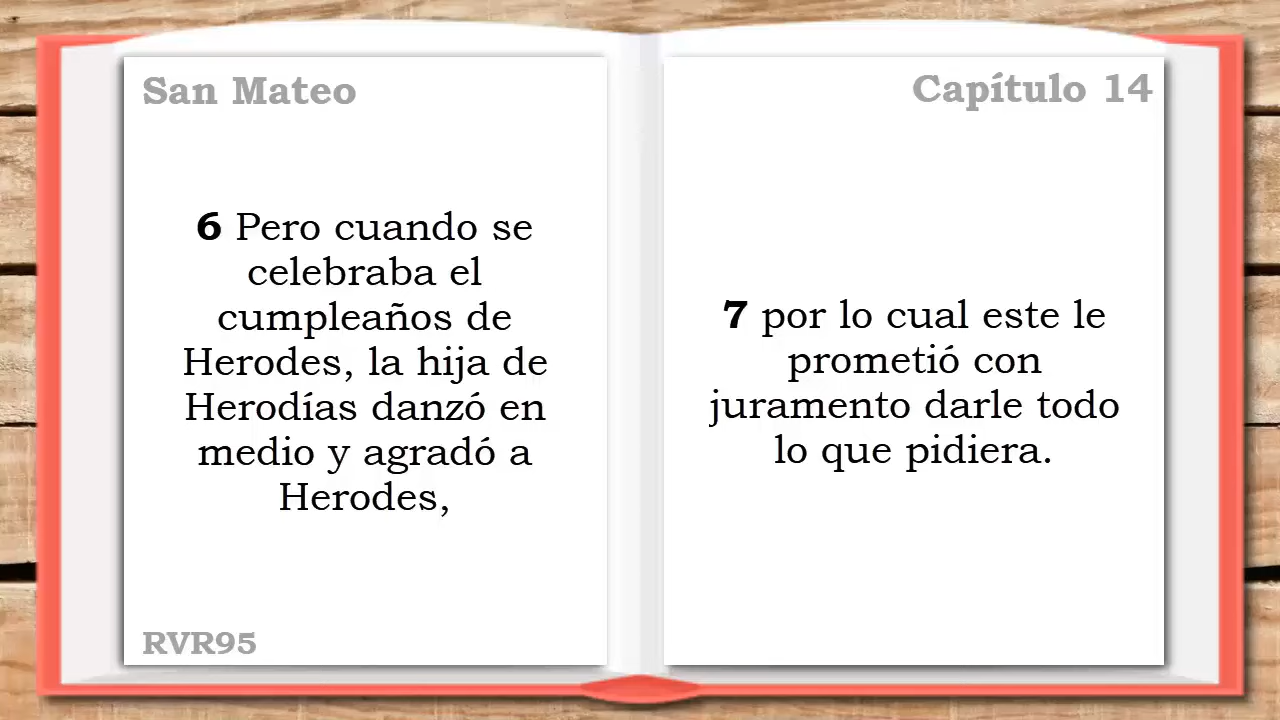 San Mateo
6 Pero cuando se
celebraba el
cumpleaños de
Herodes, la hija de
Herodías danzó en
medio y agradó a
Herodes,
RVR95
Capítulo 14
7 por lo cual este le
prometió con
juramento darle todo
lo que pidiera.